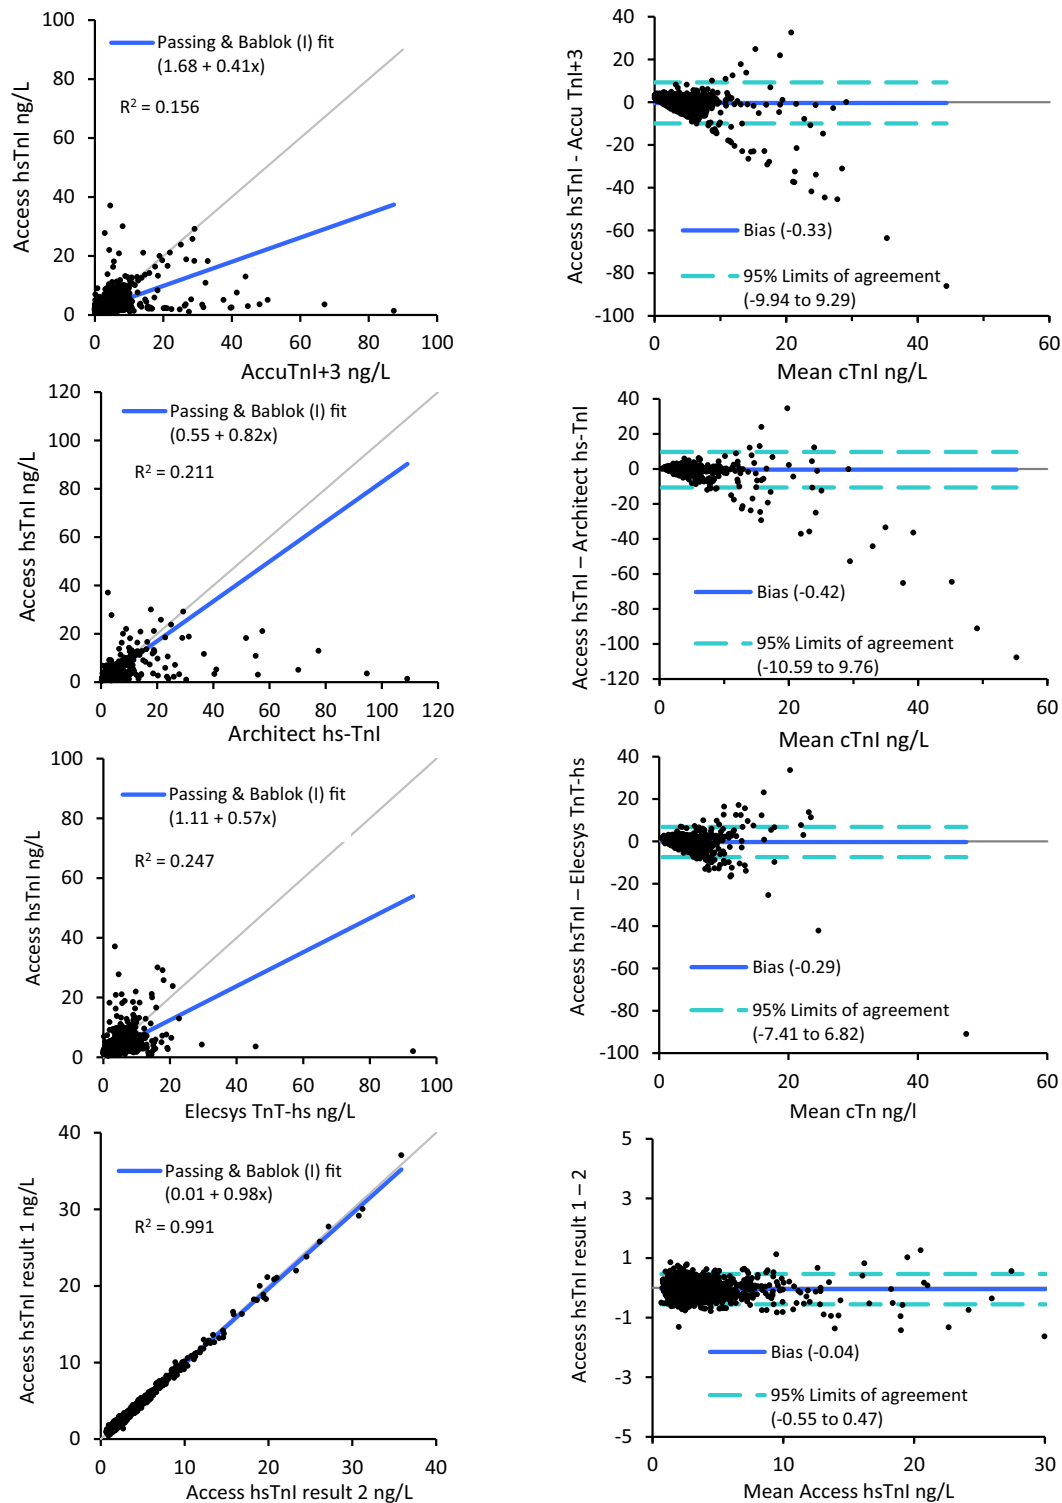 100
80
60
40
20
0
Access hsTnI ng/L
Passing & Bablok (I) fit
(1.68 + 0.41x)
R² = 0.156
0 20 40 60 80 100
AccuTnI+3 ng/L
40
20
0
-20
-40
-60
-80
-100
Access hsTnI - Accu TnI+3
Bias (-0.33)
95% Limits of agreement
(-9.94 to 9.29)
0 20 40 60
Mean cTnI ng/L
120
100
80
60
40
20
0
Access hsTnI ng/L
Passing & Bablok (I) fit
(0.55 + 0.82x)
R² = 0.211
0 20 40 60 80 100 120
Architect hs-TnI
40
20
0
-20
-40
-60
-80
-100
-120
Access hsTnI – Architect hs-TnI
Bias (-0.42)
95% Limits of agreement
(-10.59 to 9.76)
0 20 40 60
Mean cTnI ng/L
100
80
60
40
20
0
Access hsTnI ng/L
Passing & Bablok (I) fit
(1.11 + 0.57x)
R² = 0.247
0 20 40 60 80 100
Elecsys TnT-hs ng/L
40
20
0
-20
-40
-60
-80
-100
Access hsTnI – Elecsys TnT-hs
Bias (-0.29)
95% Limits of agreement
(-7.41 to 6.82)
0 20 40 60
Mean cTn ng/l
40
30
20
10
0
Access hsTnI result 1 ng/L
Passing & Bablok (I) fit
(0.01 + 0.98x)
R² = 0.991
0 10 20 30 40
Access hsTnI result 2 ng/L
5
3
1
-1
-3
-5
Access hsTnI result 1 – 2
Bias (-0.04)
95% Limits of agreement
(-0.55 to 0.47)
0 10 20 30
Mean Access hsTnI ng/L